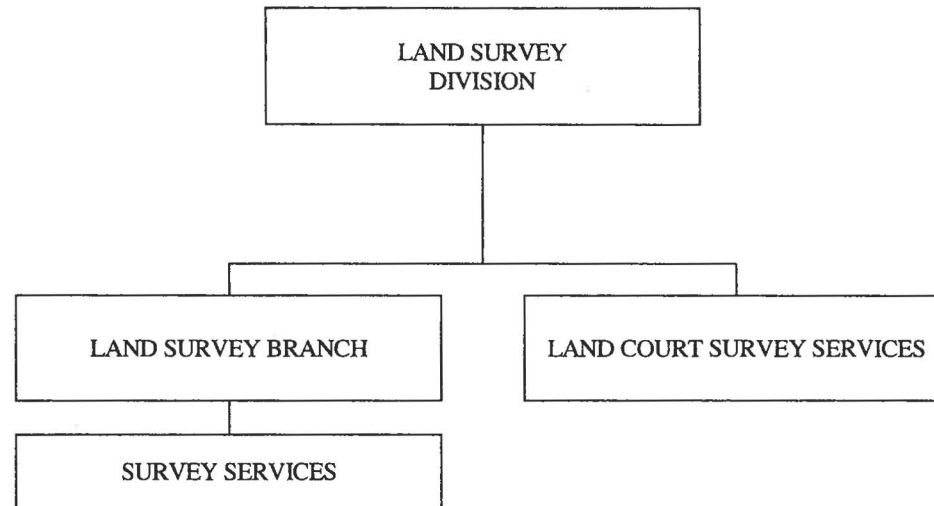 LAND SURVEY
DIVISION
LAND SURVEY BRANCH
LAND COURT SURVEY SERVICES
SURVEY SERVICES